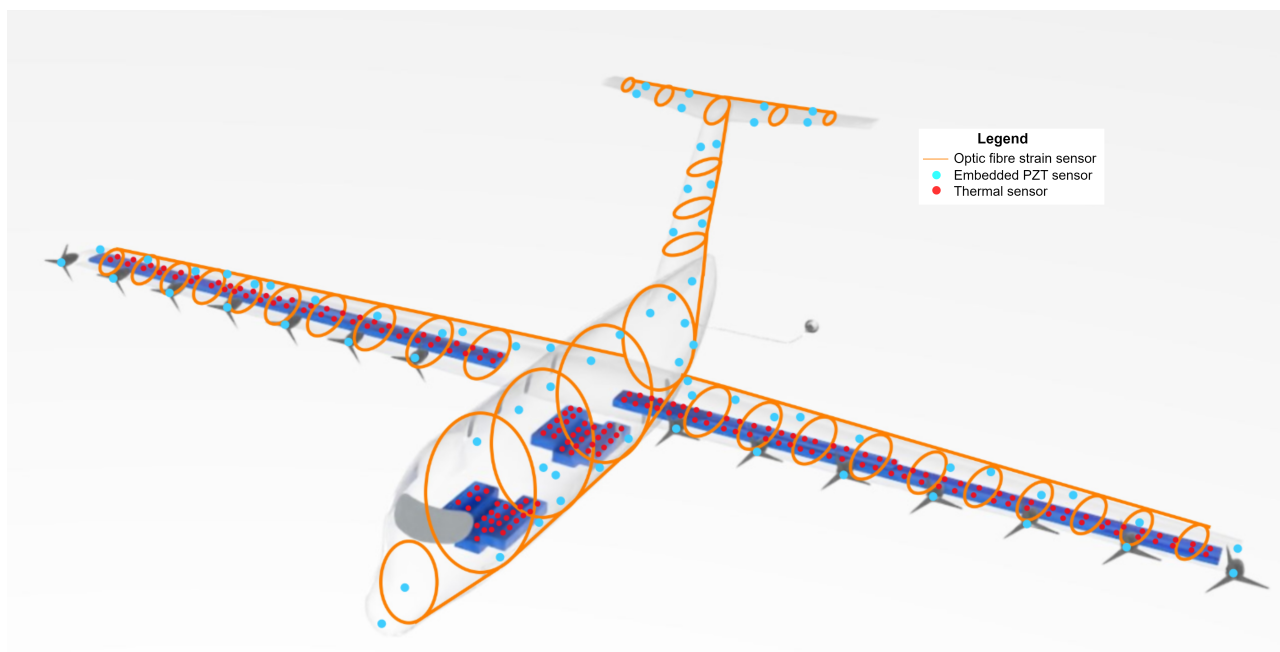 Legend
Optic fibre strain sensor
Embedded PZT sensor
Thermal sensor